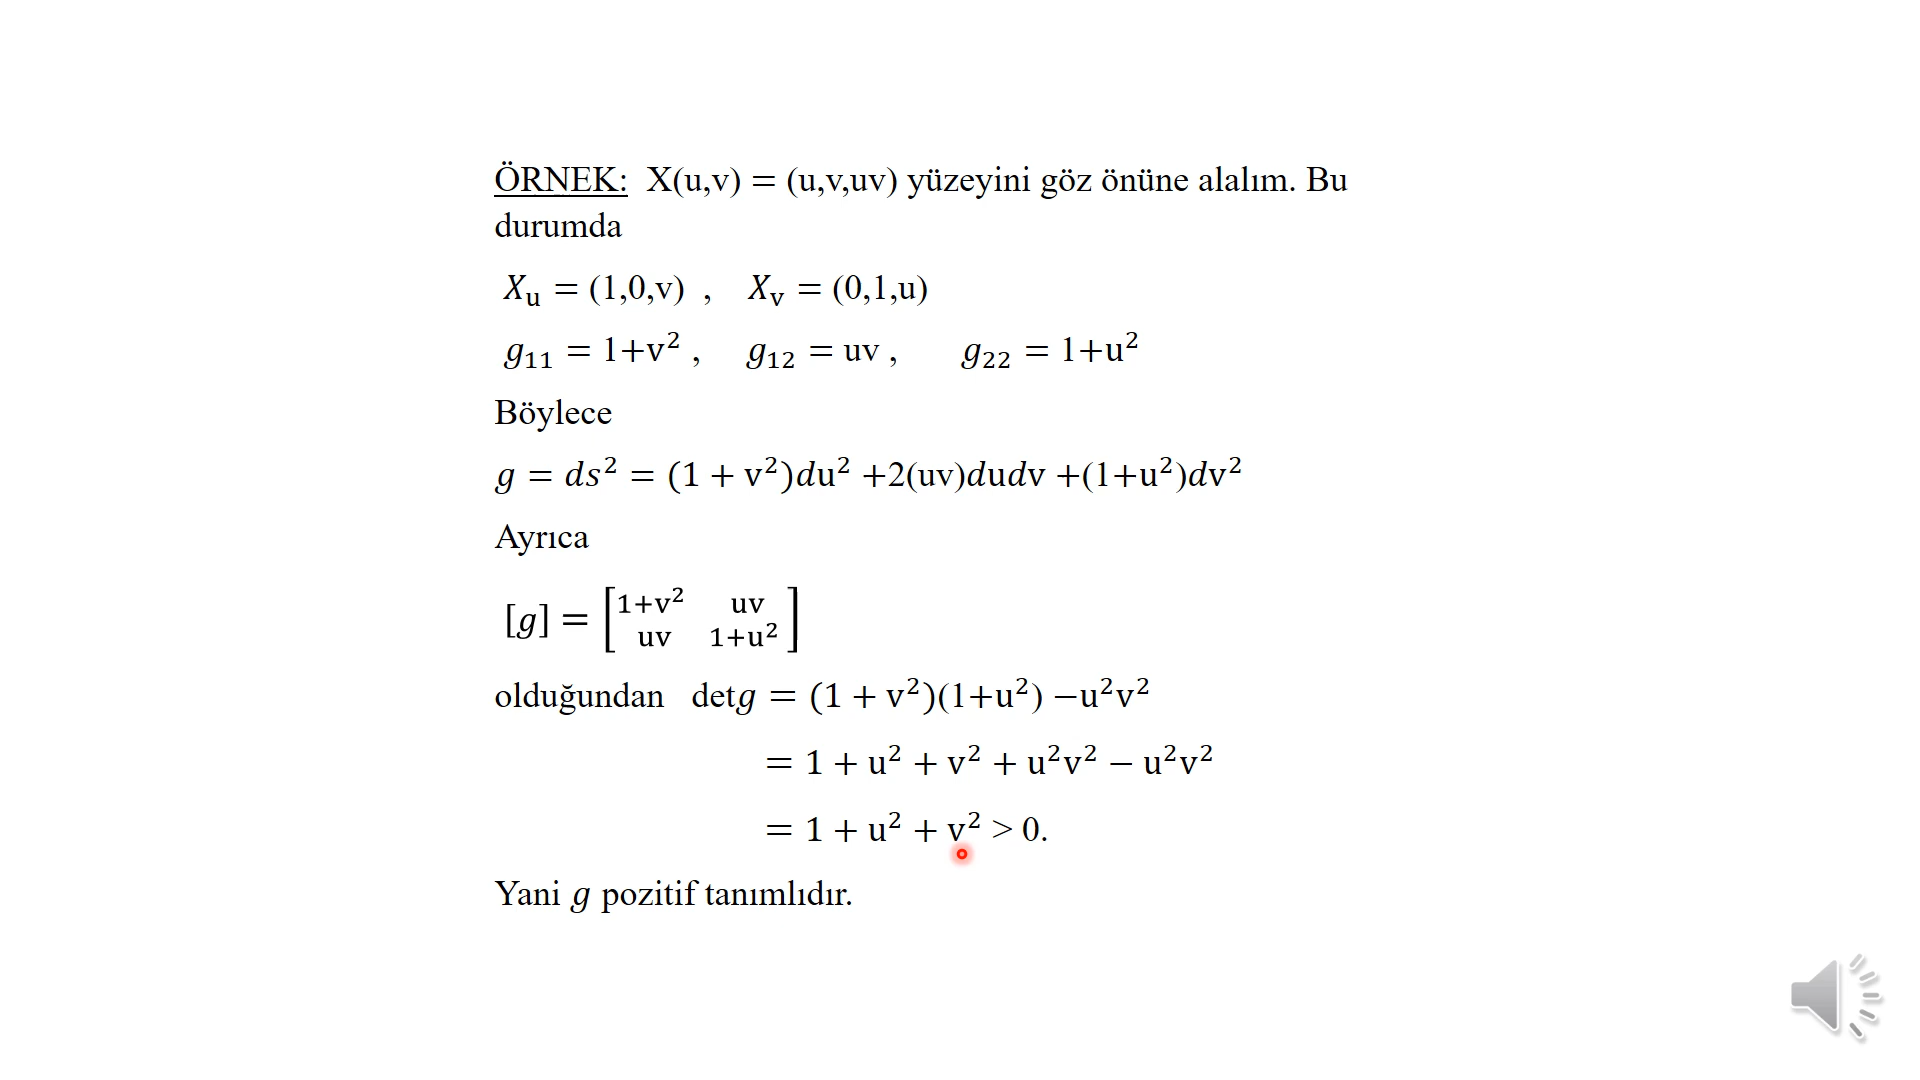 ÖRNEK: X(u,v) = (u,v,uv) yüzeyini göz önüne alalım. Bu
durumda
Xᵤ = (1,0,v) , Xᵥ = (0,1,u)
g₁₁ = 1+v² , g₁₂ = uv , g₂₂ = 1+u²
Böylece
g = ds² = (1 + v²)du² +2(uv)dudv +(1+u²)dv²
Ayrıca
[g] = [1+v² uv
uv 1+u²]
olduğundan detg = (1 + v²)(1+u²) −u²v²
= 1 + u² + v² + u²v² − u²v²
= 1 + u² + v² > 0.
Yani g pozitif tanımlıdır.